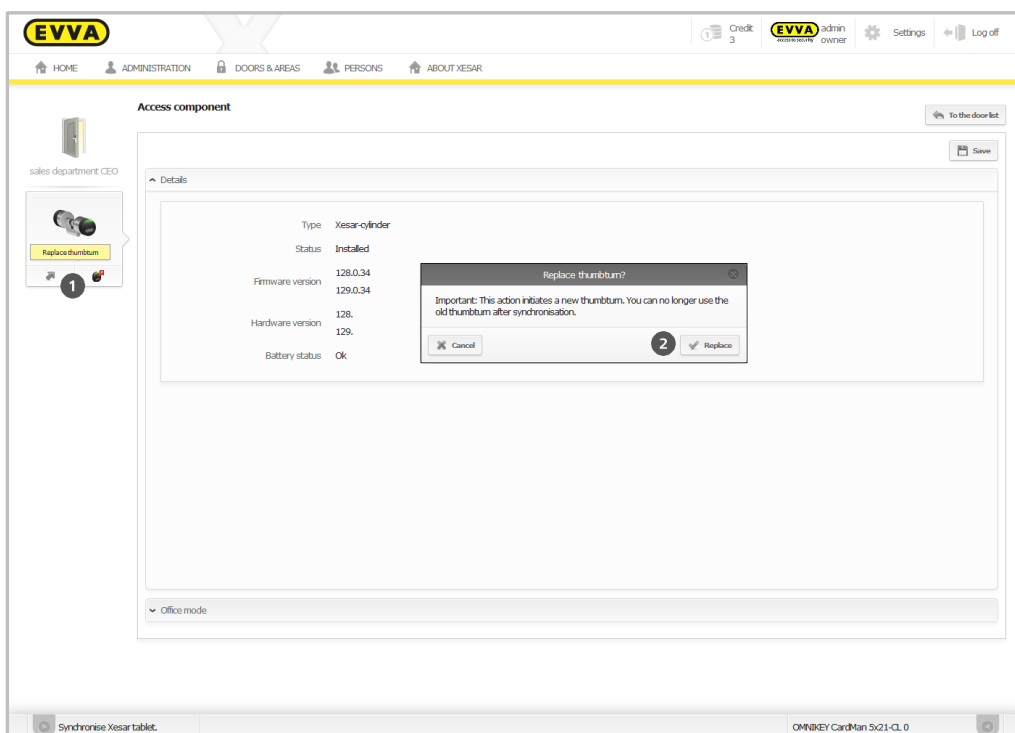 EVVA
1
Credit
3
EVVA
access to security
admin
owner
Settings
Log off
HOME
ADMINISTRATION
DOORS & AREAS
PERSONS
ABOUT XESAR
Access component
To the door list
sales department CEO
Save
Details
Replace thumbturn
1
Type Xesar-cylinder
Status Installed
Firmware version 128.0.34
129.0.34
Hardware version 128.
129.
Battery status Ok
Replace thumbturn?
Important: This action initiates a new thumbturn. You can no longer use the
old thumbturn after synchronisation.
Cancel
2
Replace
Office mode
Synchronise Xesar tablet.
OMNIKEY CardMan 5x21-CL 0